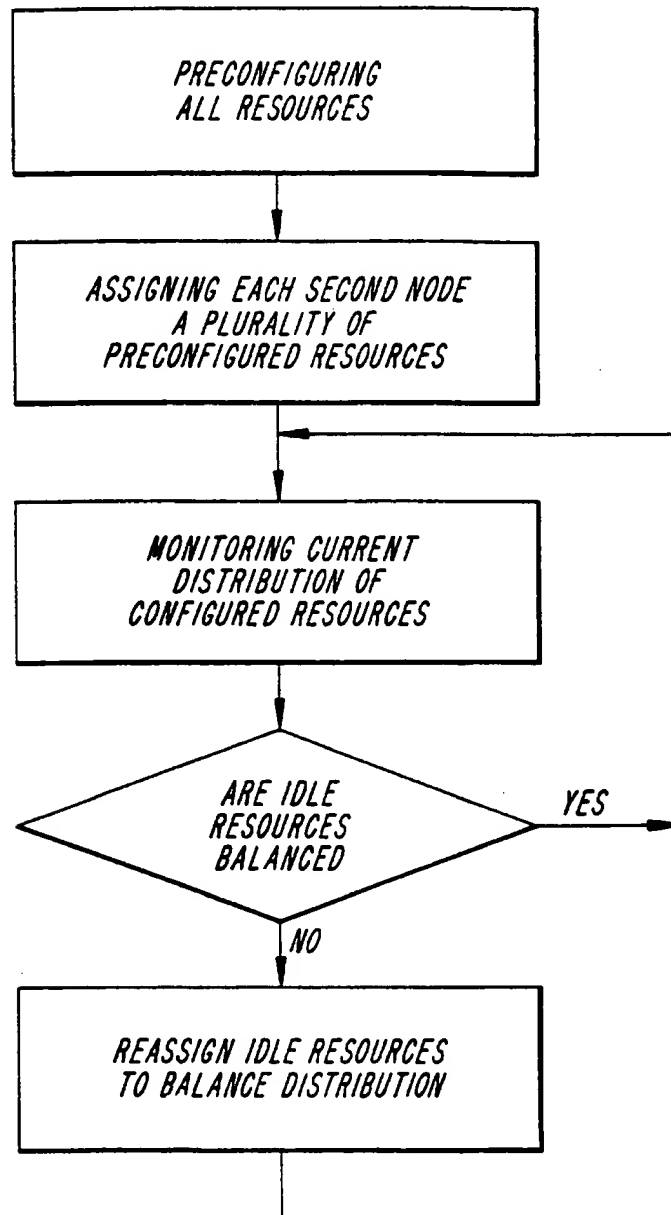 PRECONFIGURING
ALL RESOURCES
ASSIGNING EACH SECOND NODE
A PLURALITY OF
PRECONFIGURED RESOURCES
MONITORING CURRENT
DISTRIBUTION OF
CONFIGURED RESOURCES
ARE IDLE
RESOURCES
BALANCED
YES
NO
REASSIGN IDLE RESOURCES
TO BALANCE DISTRIBUTION